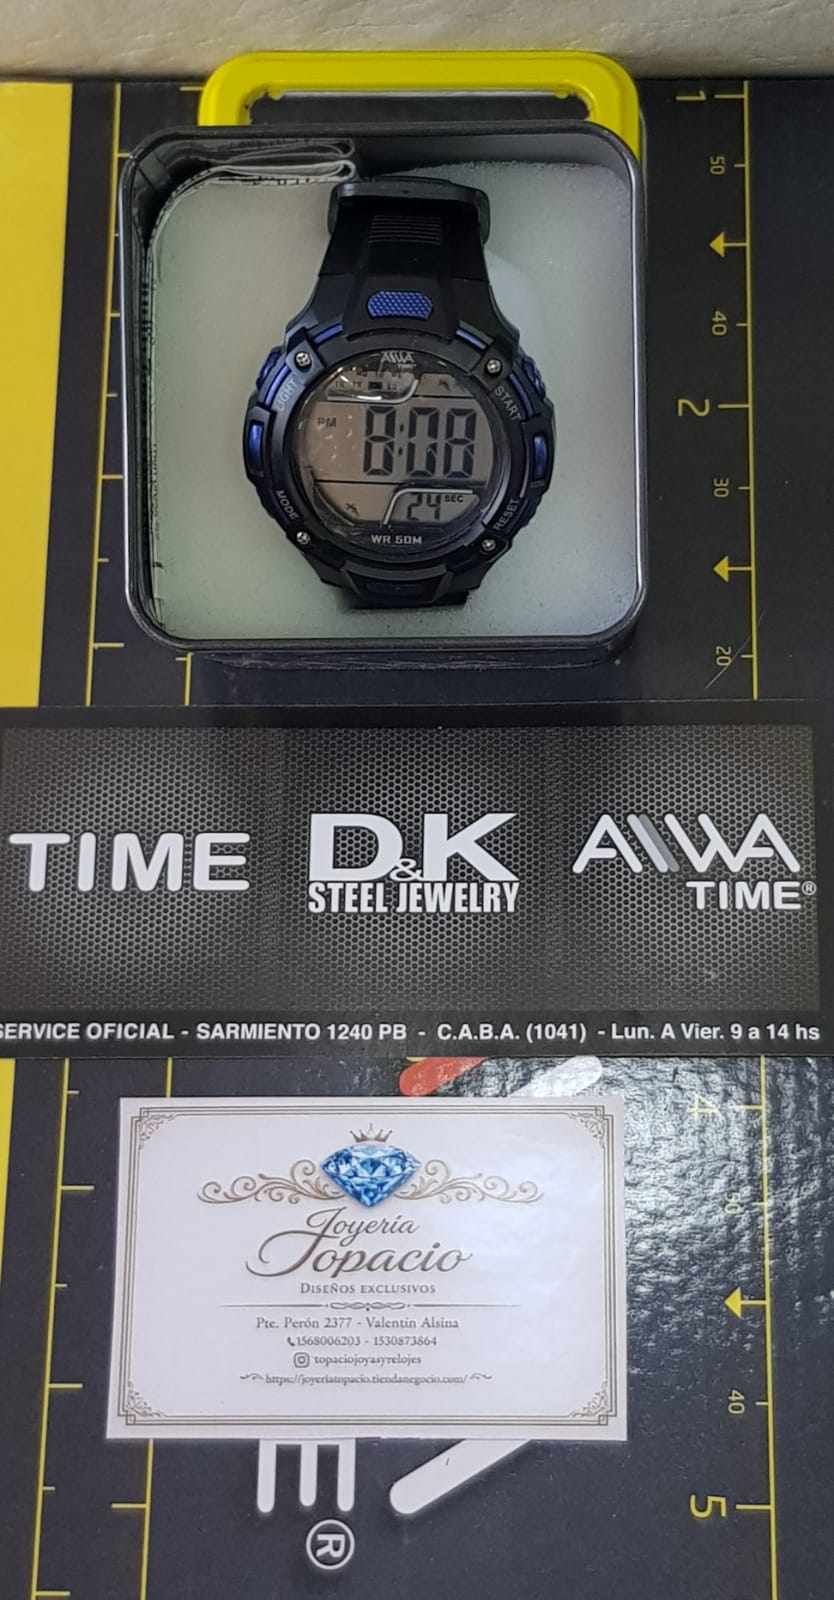 1
50
40
2
30
20
AIWA
TIME
LIGHT
START
PM
8:08
24 SEC
MODE
RESET
WR 50M
TIME
D&K
STEEL JEWELRY
AIWA
TIME®
SERVICE OFICIAL - SARMIENTO 1240 PB - C.A.B.A. (1041) - Lun. A Vier. 9 a 14 hs
4
50
Joyería
Topacio
DISEÑOS EXCLUSIVOS
Pte. Perón 2377 - Valentín Alsina
1568006203 - 1530873864
topaciojoyasyrelojes
https://joyeriatopacio.tiendanegocio.com/
40
5
E
®